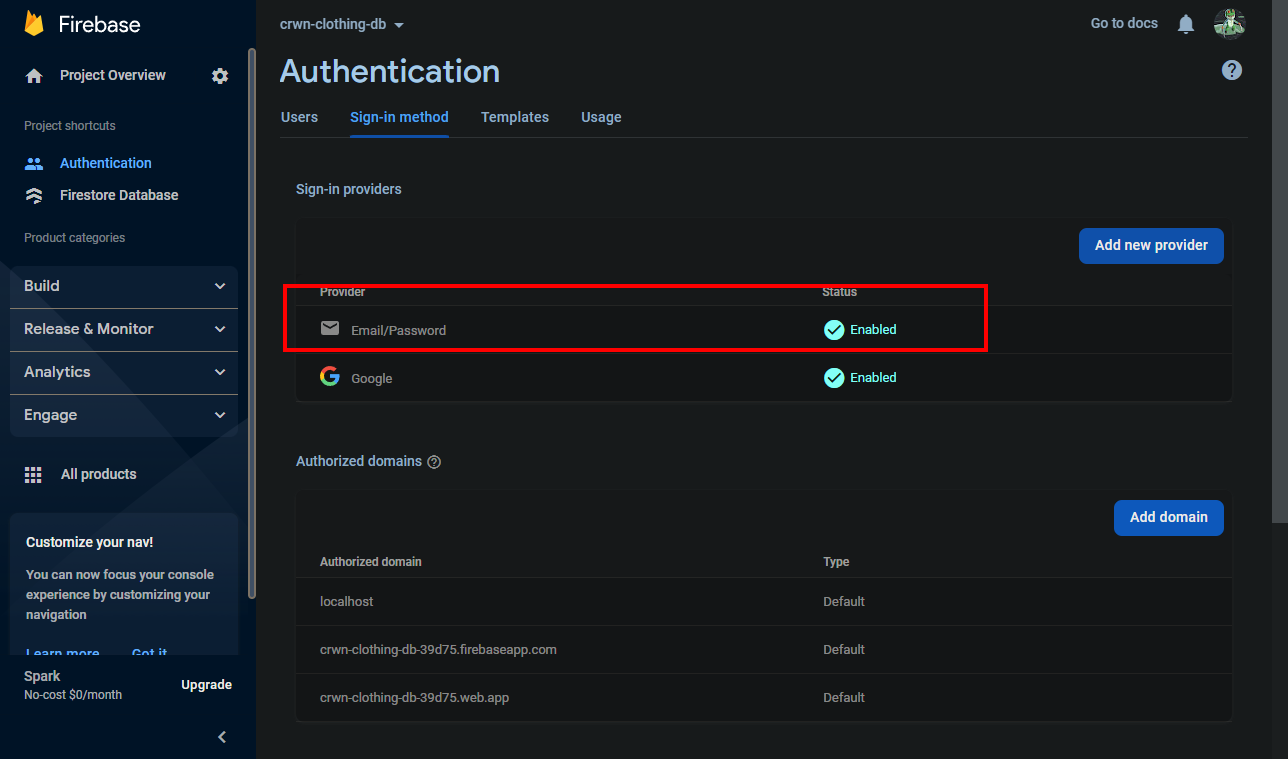 Firebase
crwn-clothing-db
Go to docs
Project Overview
Authentication
Users
Sign-in method
Templates
Usage
Project shortcuts
Authentication
Firestore Database
Product categories
Build
Release & Monitor
Analytics
Engage
All products
Customize your nav!
You can now focus your console
experience by customizing your
navigation
Learn more
Got it
Spark
No-cost $0/month
Upgrade
Sign-in providers
Add new provider
Provider
Status
Email/Password
Enabled
Google
Enabled
Authorized domains
Add domain
Authorized domain
Type
localhost
Default
crwn-clothing-db-39d75.firebaseapp.com
Default
crwn-clothing-db-39d75.web.app
Default